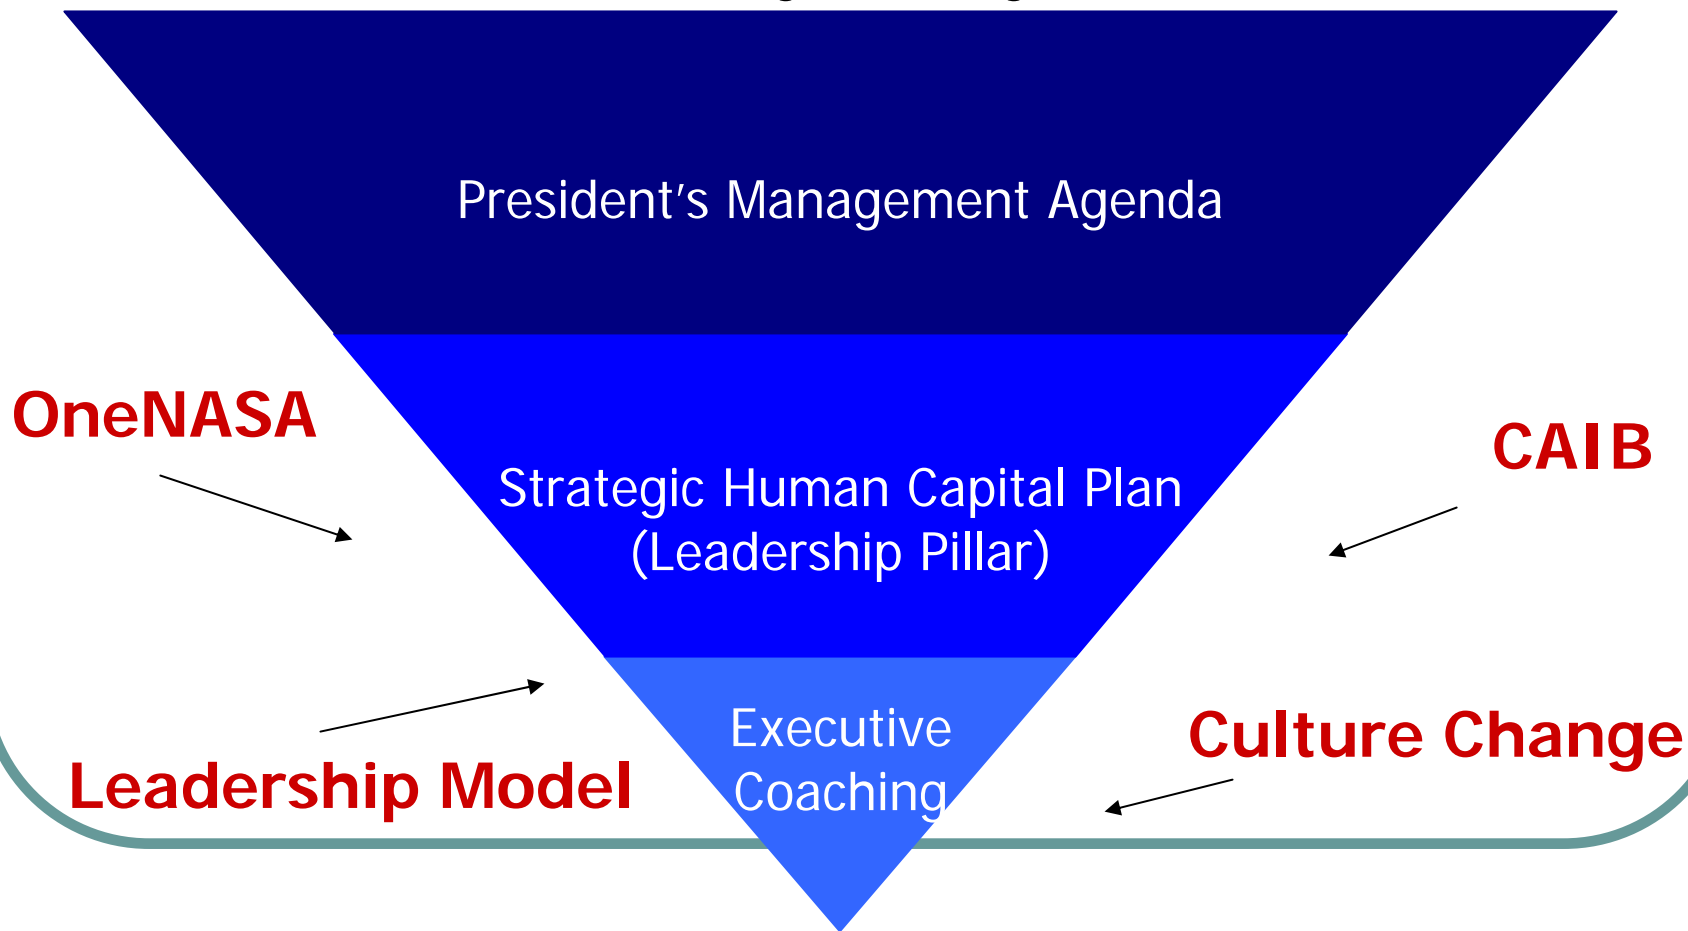 President's Management Agenda
OneNASA
CAIB
Strategic Human Capital Plan
(Leadership Pillar)
Executive
Coaching
Culture Change
Leadership Model